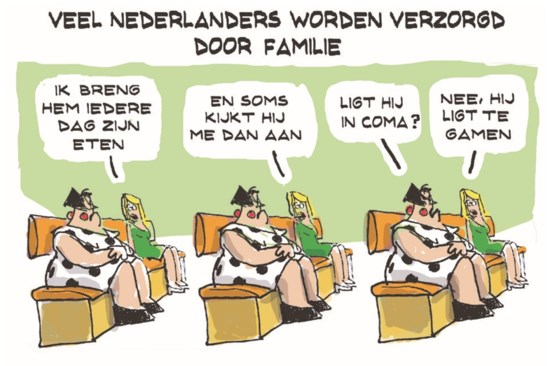 VEEL NEDERLANDERS WORDEN VERZORGD
DOOR FAMILIE
IK BRENG
HEM IEDERE
DAG ZIJN
ETEN
EN SOMS
KIJKT HIJ
ME DAN AAN
LIGT HIJ
IN COMA?
NEE, HIJ
LIGT TE
GAMEN